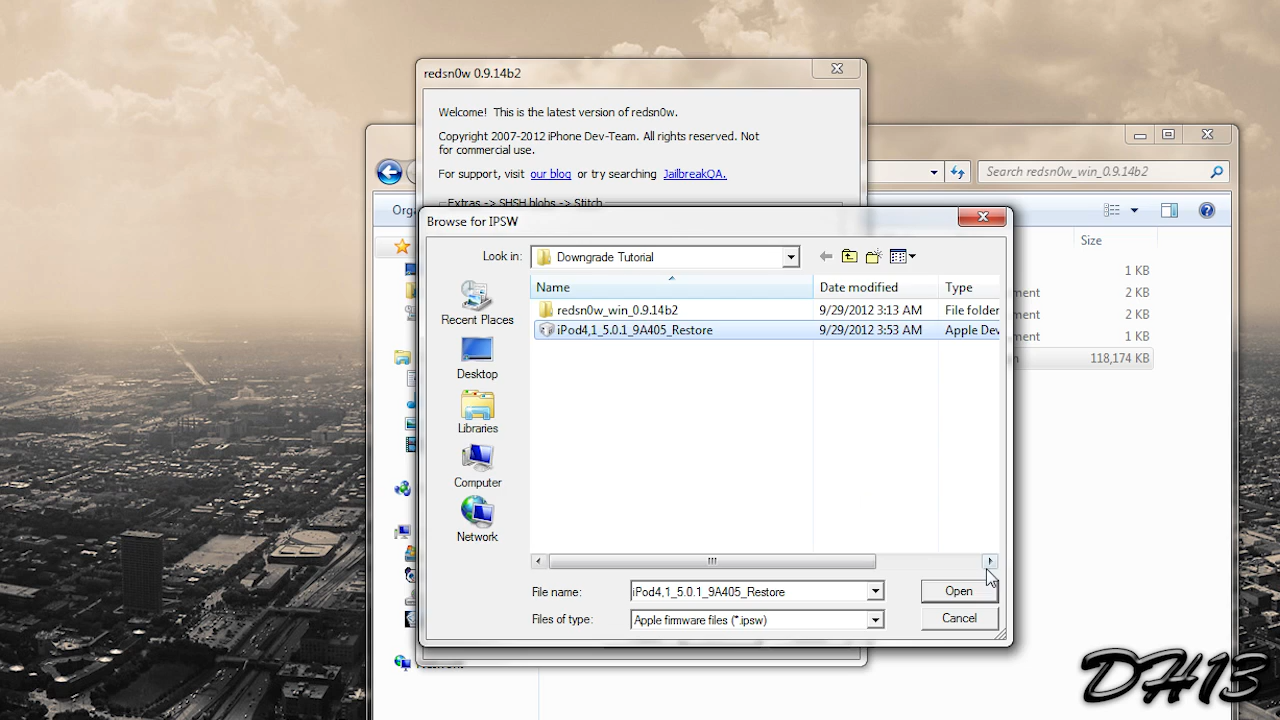 redsn0w 0.9.14b2
Welcome! This is the latest version of redsn0w.
Copyright 2007-2012 iPhone Dev-Team. All rights reserved. Not
for commercial use.
For support, visit our blog or try searching JailbreakQA.
Extras -> SHSH blobs -> Stitch
Search redsn0w_win_0.9.14b2
Orga
Size
1 KB
ment 2 KB
ment 2 KB
1 KB
118,174 KB
Browse for IPSW
Look in: Downgrade Tutorial
Name Date modified Type
redsn0w_win_0.9.14b2 9/29/2012 3:13 AM File folder
iPod4,1_5.0.1_9A405_Restore 9/29/2012 3:53 AM Apple Dev
Recent Places
Desktop
Libraries
Computer
Network
File name: iPod4,1_5.0.1_9A405_Restore Open
Files of type: Apple firmware files (*.ipsw) Cancel
DH13